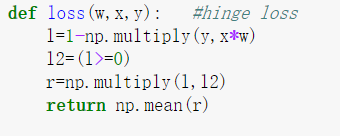 def loss(w,x,y):   #hinge loss
    l=1-np.multiply(y,x*w)
    l2=(l>=0)
    r=np.multiply(l,l2)
    return np.mean(r)